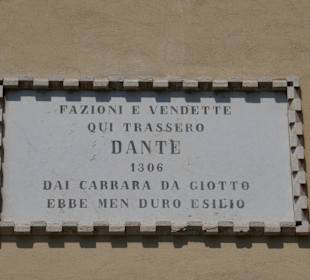 FAZIONI E VENDETTE
QUI TRASSERO
DANTE
1306
DAI CARRARA DA GIOTTO
EBBE MEN DURO ESILIO